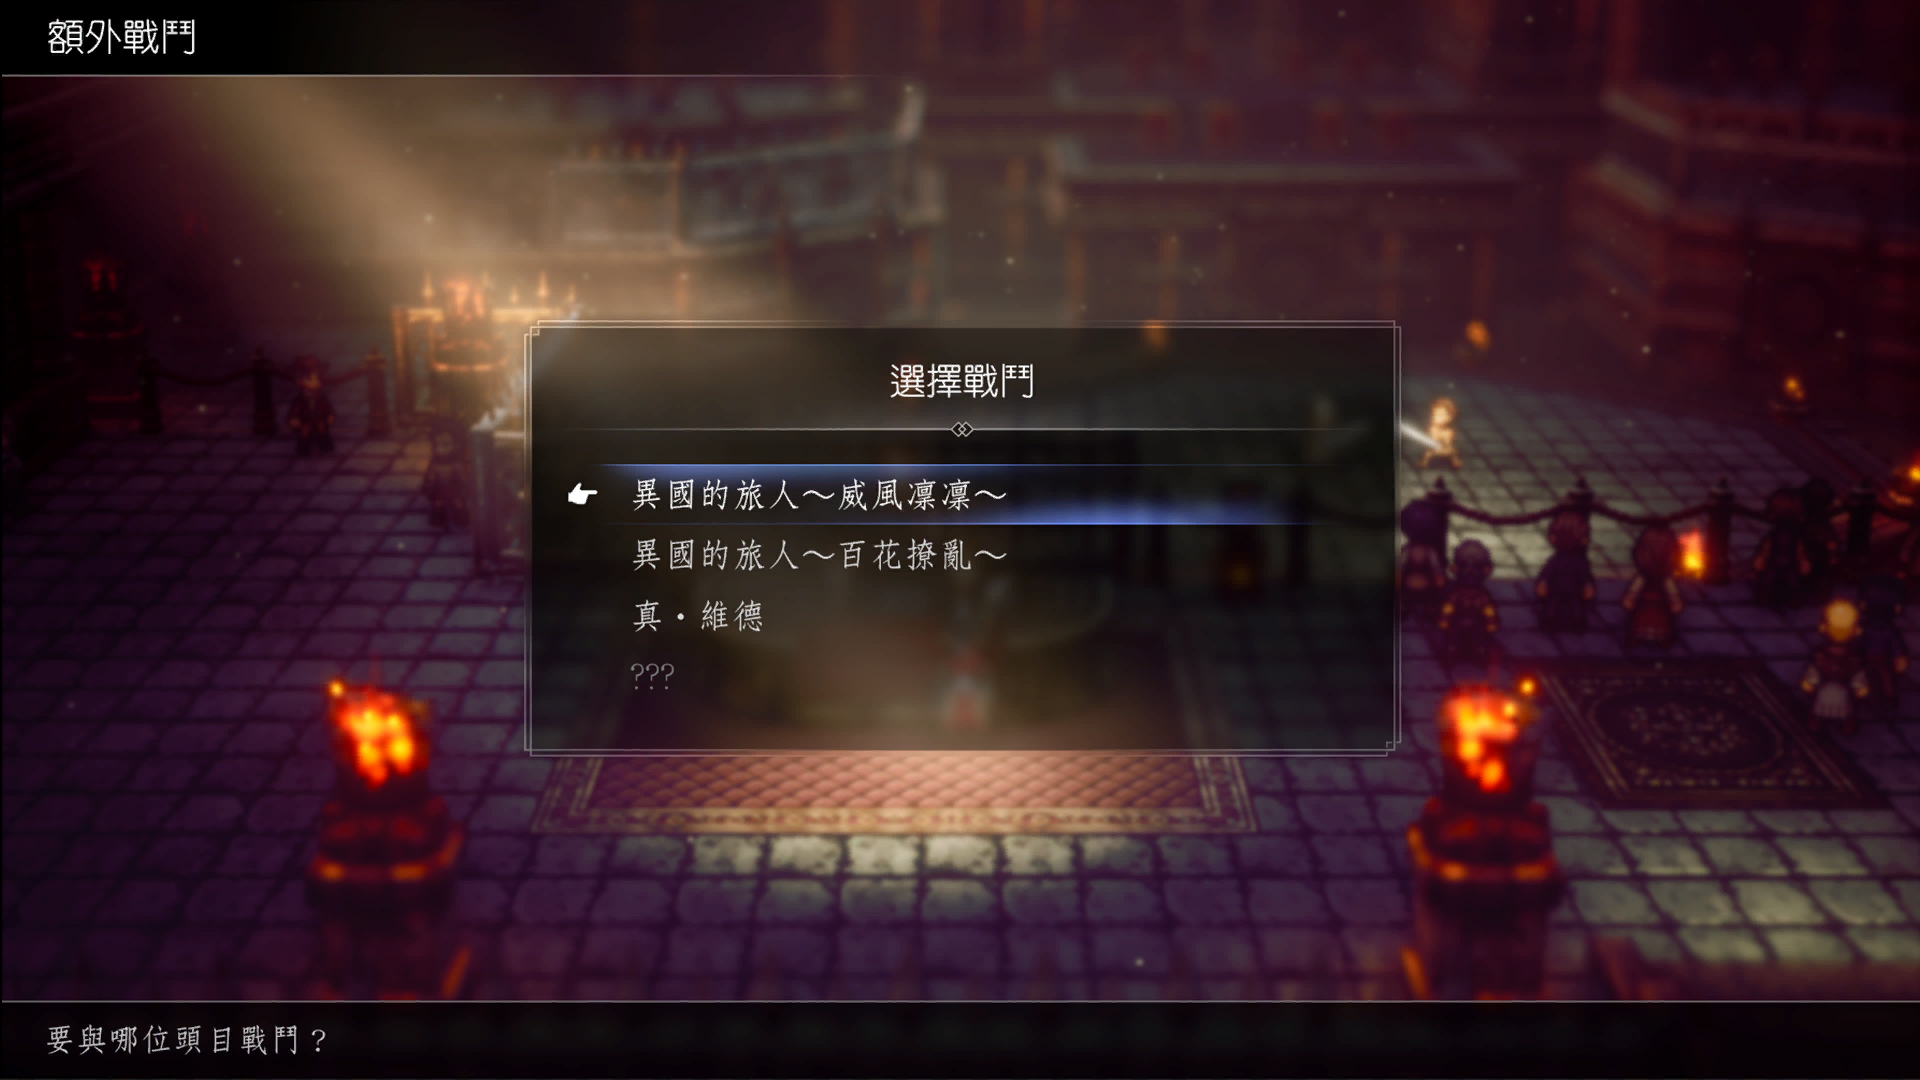 額外戰鬥
選擇戰鬥
異國的旅人～威風凜凜～
異國的旅人～百花撩亂～
真・維德
???
要與哪位頭目戰鬥？